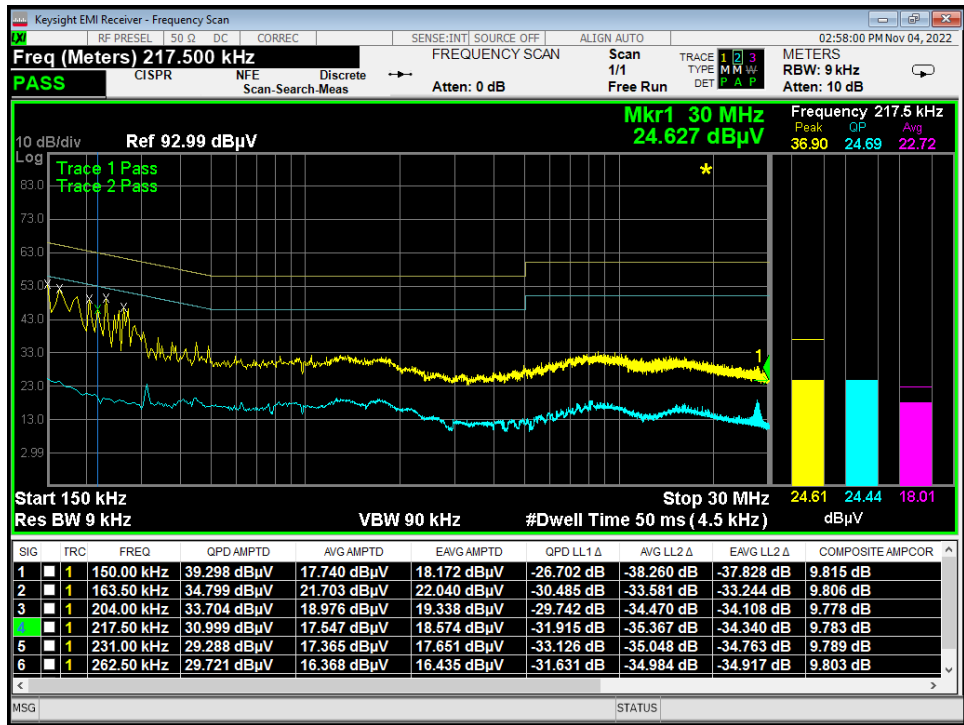 Keysight EMI Receiver - Frequency Scan
LXI RF PRESEL 50 Ω DC CORREC SENSE:INT SOURCE OFF ALIGN AUTO 02:58:00 PM Nov 04, 2022
Freq (Meters) 217.500 kHz FREQUENCY SCAN Scan TRACE 1 2 3 METERS
PASS CISPR NFE Discrete 1/1 TYPE M M W RBW: 9 kHz
Scan-Search-Meas Atten: 0 dB Free Run DET P A P Atten: 10 dB
Mkr1 30 MHz Frequency 217.5 kHz
24.627 dBµV Peak QP Avg
10 dB/div Ref 92.99 dBµV 36.90 24.69 22.72
Log
Trace 1 Pass
Trace 2 Pass
83.0
73.0
63.0
53.0
43.0
33.0
1
23.0
13.0
2.99
Start 150 kHz Stop 30 MHz 24.61 24.44 18.01
Res BW 9 kHz VBW 90 kHz #Dwell Time 50 ms (4.5 kHz) dBµV
SIG TRC FREQ QPD AMPTD AVG AMPTD EAVG AMPTD QPD LL1 Δ AVG LL2 Δ EAVG LL2 Δ COMPOSITE AMPCOR
1 1 150.00 kHz 39.298 dBµV 17.740 dBµV 18.172 dBµV -26.702 dB -38.260 dB -37.828 dB 9.815 dB
2 1 163.50 kHz 34.799 dBµV 21.703 dBµV 22.040 dBµV -30.485 dB -33.581 dB -33.244 dB 9.806 dB
3 1 204.00 kHz 33.704 dBµV 18.976 dBµV 19.338 dBµV -29.742 dB -34.470 dB -34.108 dB 9.778 dB
4 1 217.50 kHz 30.999 dBµV 17.547 dBµV 18.574 dBµV -31.915 dB -35.367 dB -34.340 dB 9.783 dB
5 1 231.00 kHz 29.288 dBµV 17.365 dBµV 17.651 dBµV -33.126 dB -35.048 dB -34.763 dB 9.789 dB
6 1 262.50 kHz 29.721 dBµV 16.368 dBµV 16.435 dBµV -31.631 dB -34.984 dB -34.917 dB 9.803 dB
MSG STATUS